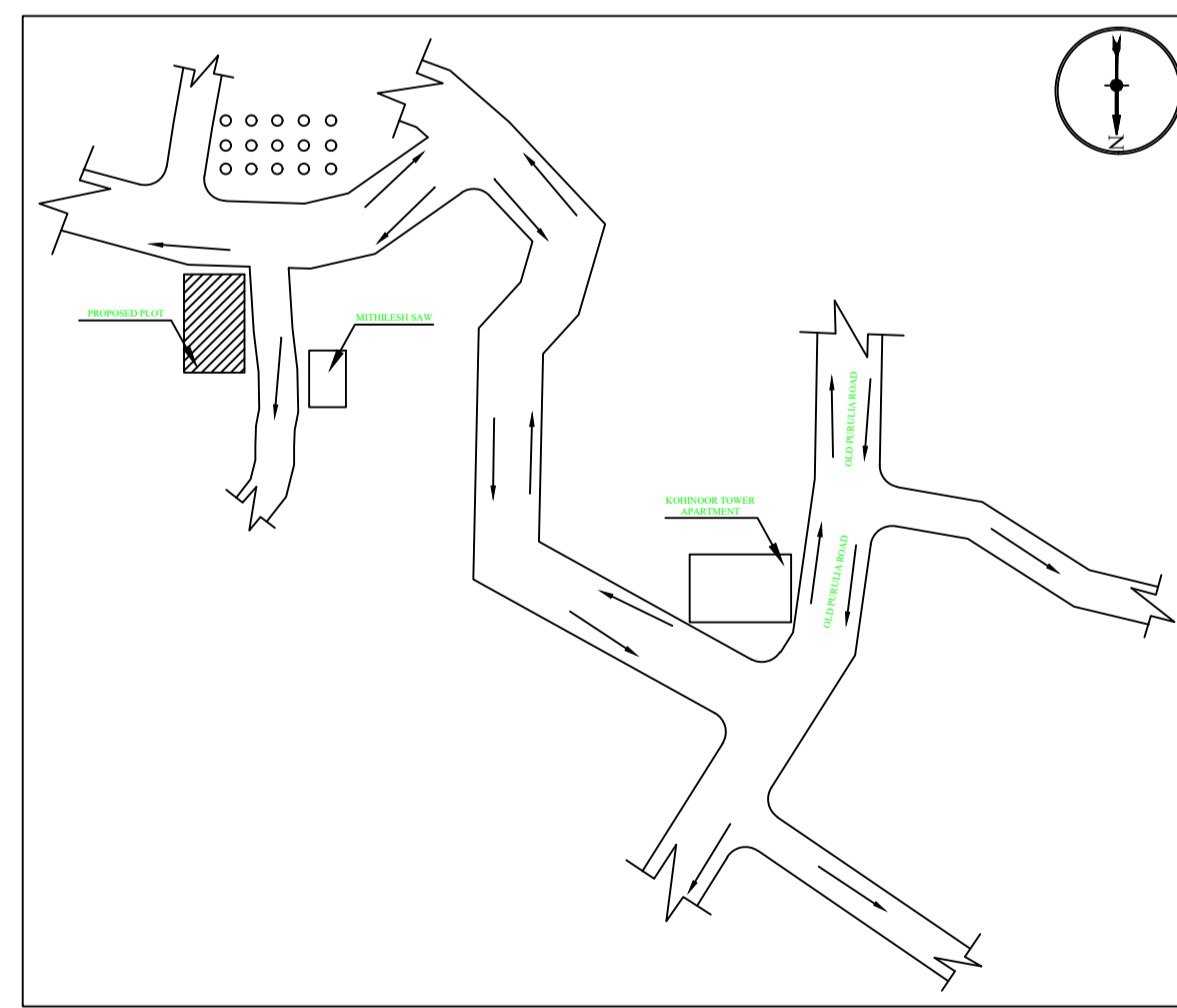 N
PROPOSED PLOT
MITHILESH SAW
OLD PURULIA ROAD
KOHINOOR TOWER
APARTMENT
OLD PURULIA ROAD